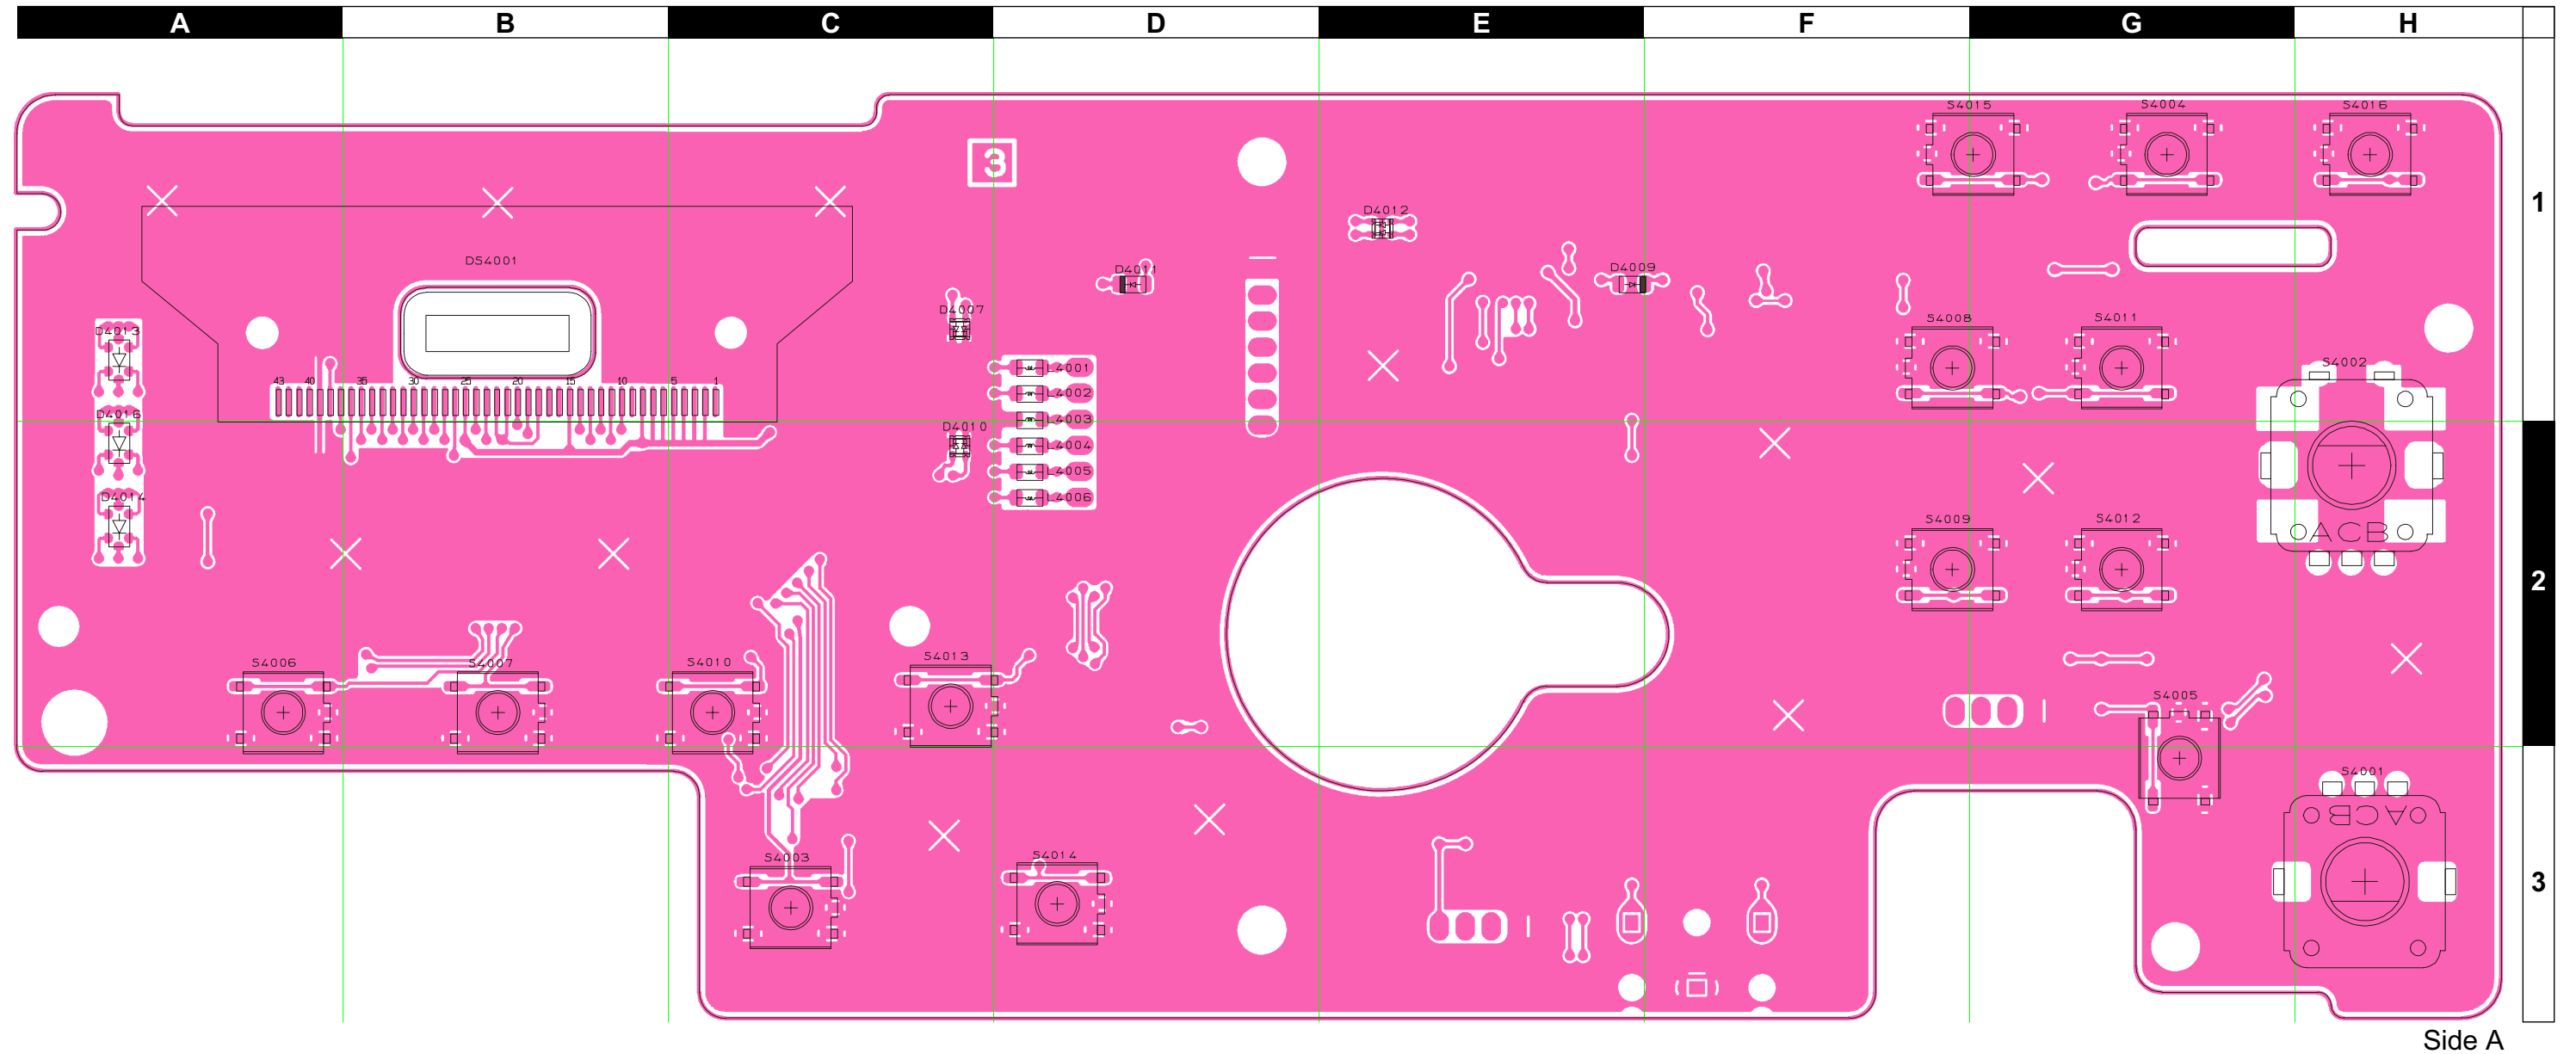 A B C D E F G H
S4015 S4004 S4016
3
1
D4012
DS4001
D4011 D4009
D4007
S4008 S4011
D4013
S4002
L4001
43 40 35 30 25 20 15 10 5 1
L4002
D4016
L4003
D4010
L4004
L4005
D4014
L4006
S4009 S4012
ACB
2
S4006 S4007 S4010 S4013
S4005
S4001
ACB
S4003 S4014
3
Side A